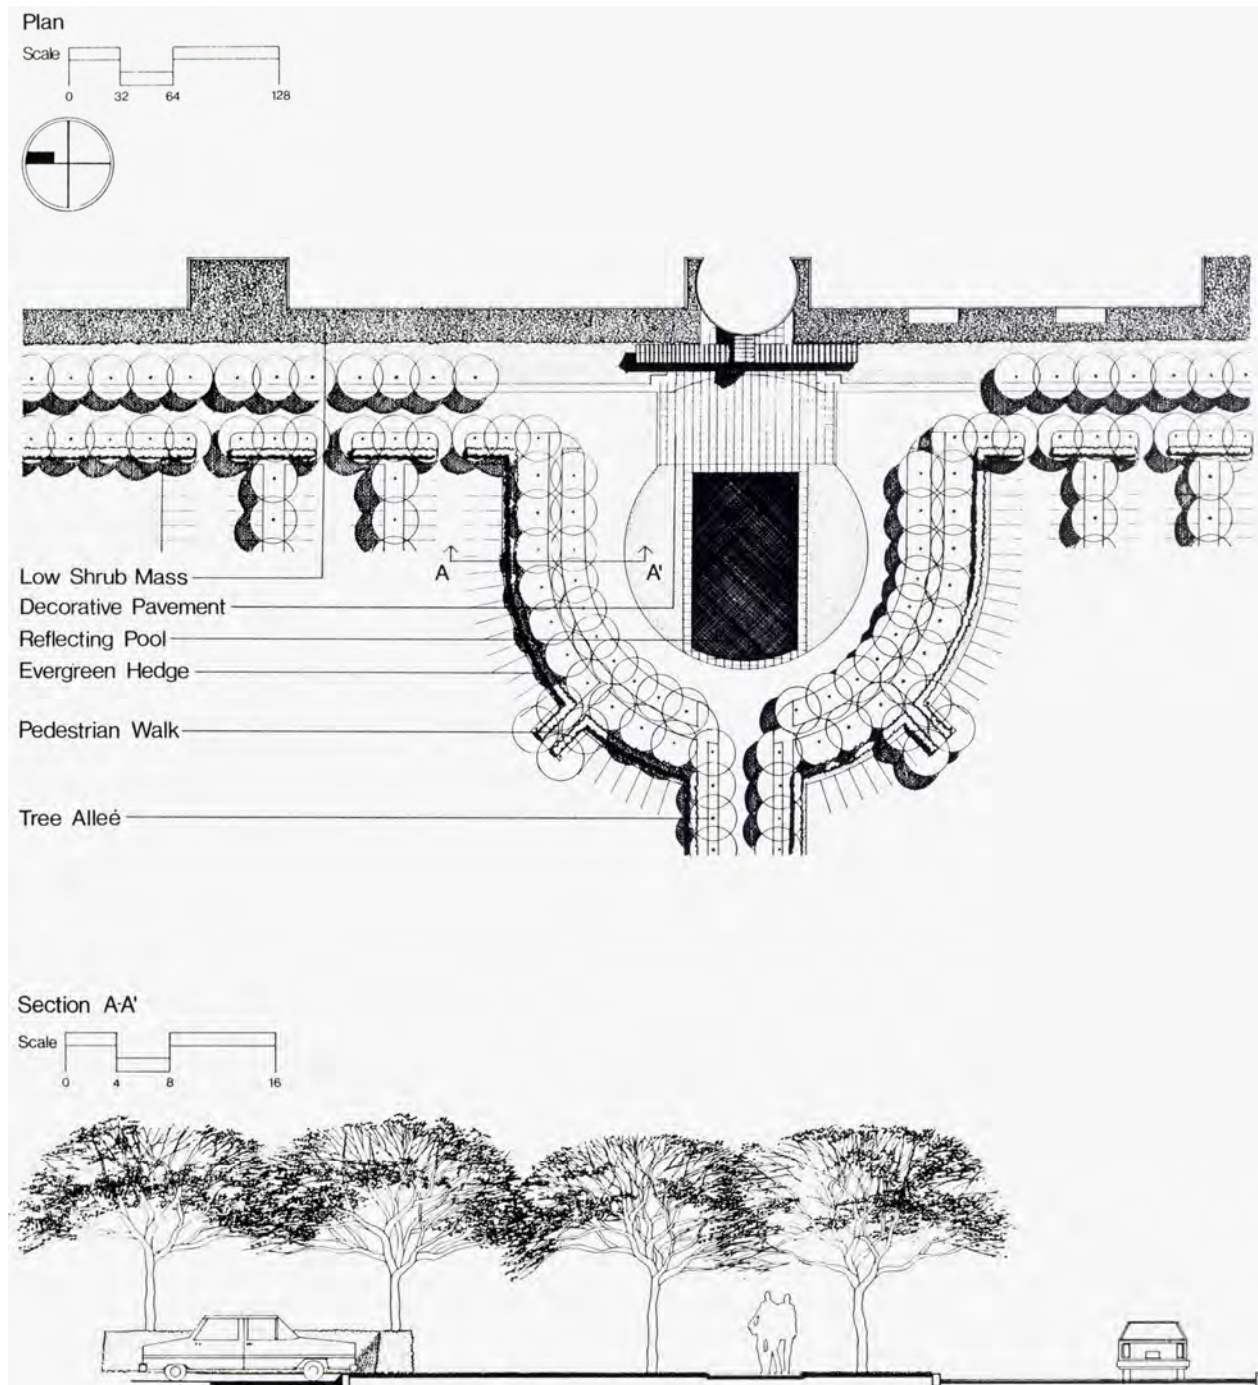 Plan
Scale
0 32 64 128
A A'
Low Shrub Mass
Decorative Pavement
Reflecting Pool
Evergreen Hedge
Pedestrian Walk
Tree Alleé
Section A-A'
Scale
0 4 8 16